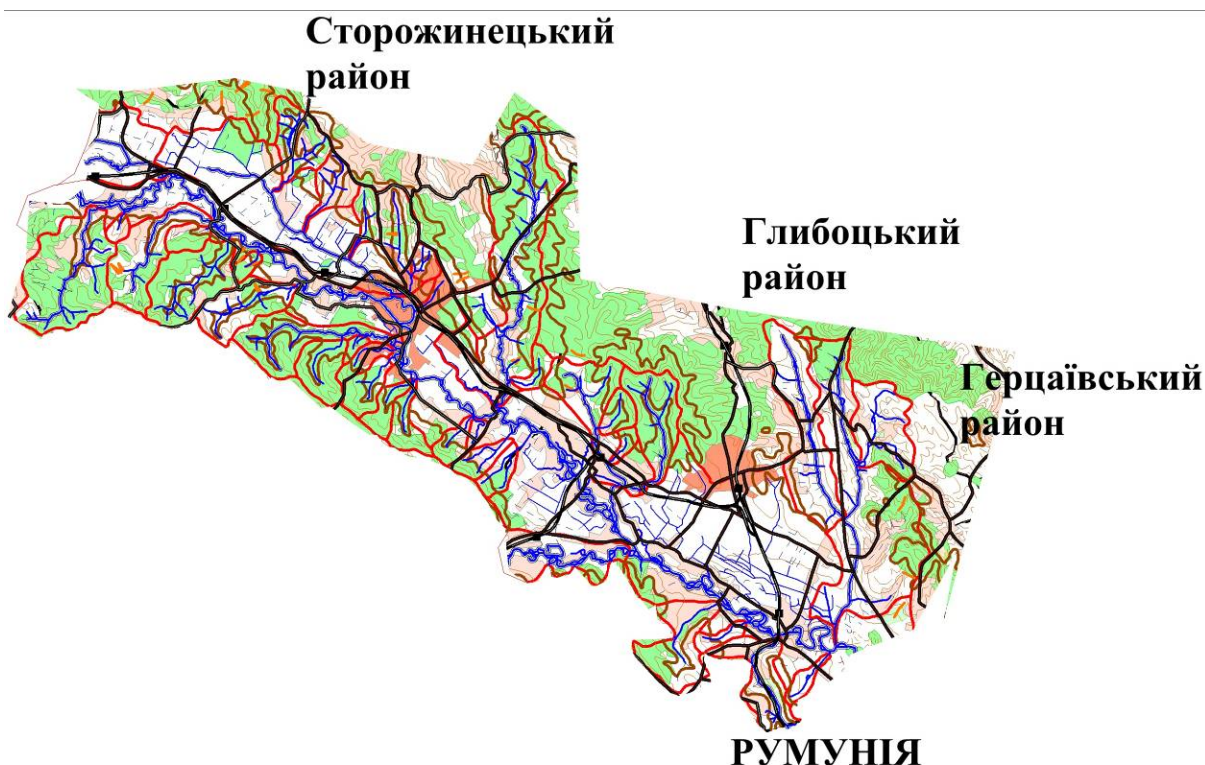 Сторожинецький
район
Глибоцький
район
Герцаївський
район
РУМУНІЯ